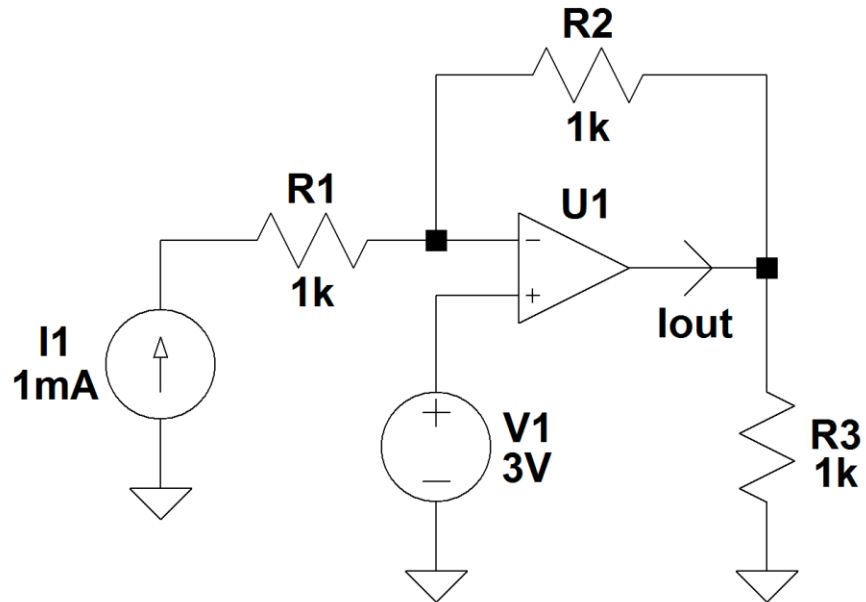 R2
1k
R1
1k
U1
−
+
Iout
I1
1mA
+
−
V1
3V
R3
1k